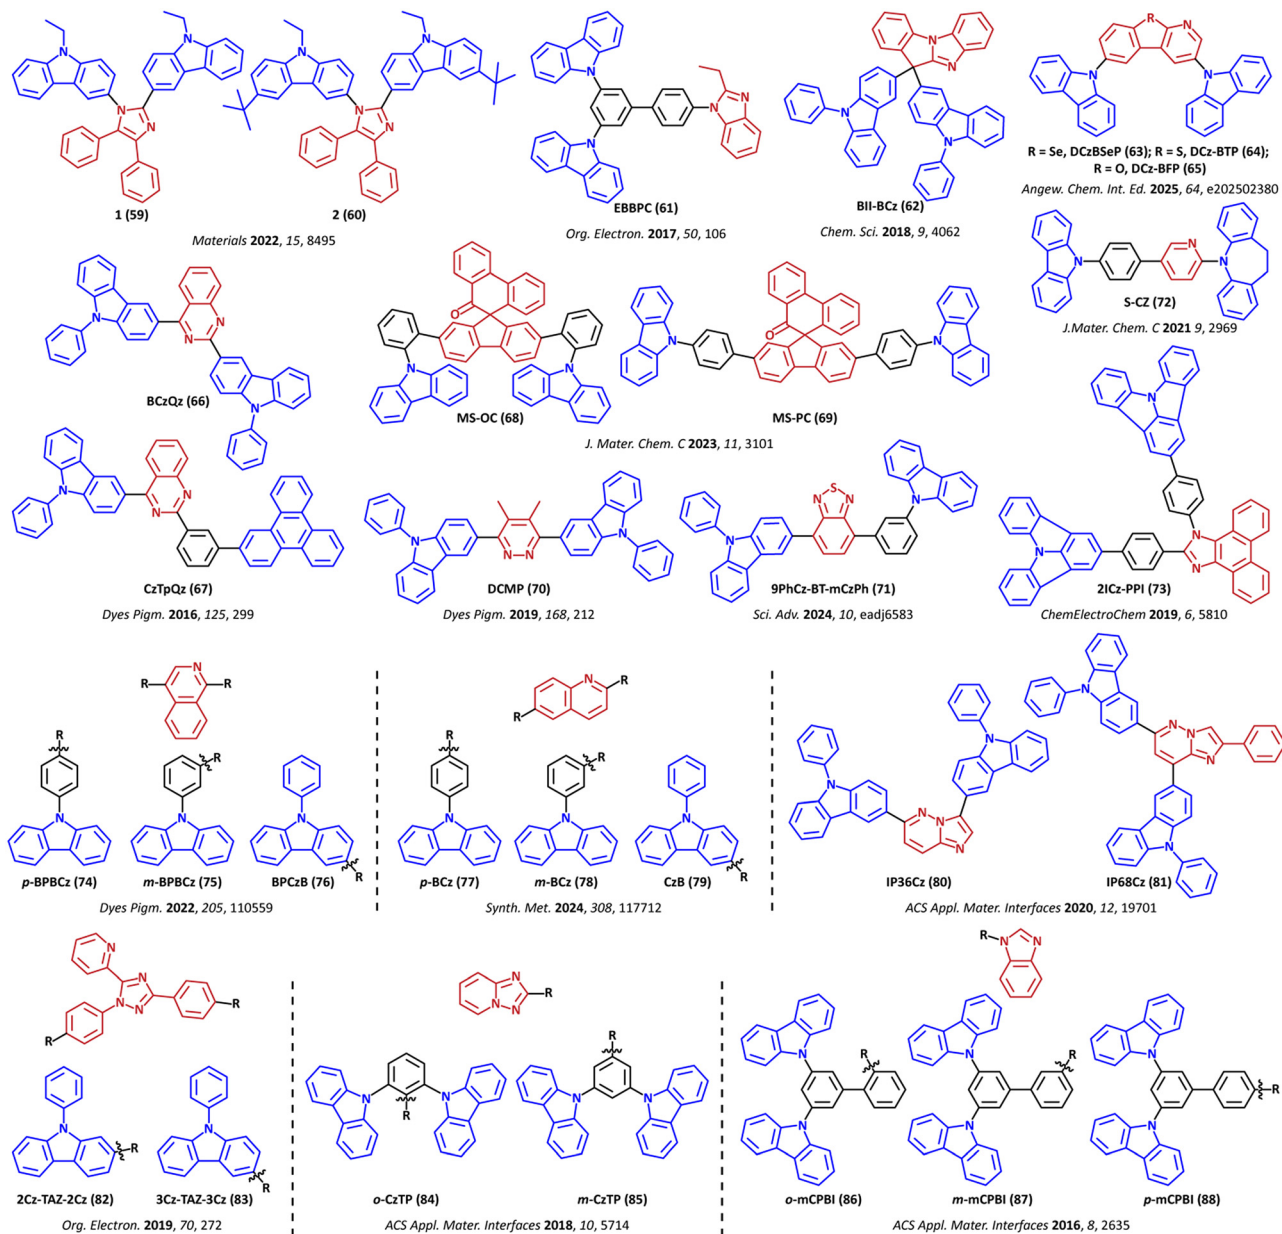 1 (59)
2 (60)
Materials 2022, 15, 8495
EBBPC (61)
Org. Electron. 2017, 50, 106
BII-BCz (62)
Chem. Sci. 2018, 9, 4062
R = Se, DCzBSeP (63); R = S, DCz-BTP (64);
R = O, DCz-BFP (65)
Angew. Chem. Int. Ed. 2025, 64, e202502380
S-CZ (72)
J.Mater. Chem. C 2021 9, 2969
BCzQz (66)
MS-OC (68)
MS-PC (69)
J. Mater. Chem. C 2023, 11, 3101
CzTpQz (67)
Dyes Pigm. 2016, 125, 299
DCMP (70)
Dyes Pigm. 2019, 168, 212
9PhCz-BT-mCzPh (71)
Sci. Adv. 2024, 10, eadj6583
2ICz-PPI (73)
ChemElectroChem 2019, 6, 5810
p-BPBCz (74)
m-BPBCz (75)
BPCzB (76)
Dyes Pigm. 2022, 205, 110559
p-BCz (77)
m-BCz (78)
CzB (79)
Synth. Met. 2024, 308, 117712
IP36Cz (80)
IP68Cz (81)
ACS Appl. Mater. Interfaces 2020, 12, 19701
2Cz-TAZ-2Cz (82)
3Cz-TAZ-3Cz (83)
Org. Electron. 2019, 70, 272
o-CzTP (84)
m-CzTP (85)
ACS Appl. Mater. Interfaces 2018, 10, 5714
o-mCPBI (86)
m-mCPBI (87)
p-mCPBI (88)
ACS Appl. Mater. Interfaces 2016, 8, 2635